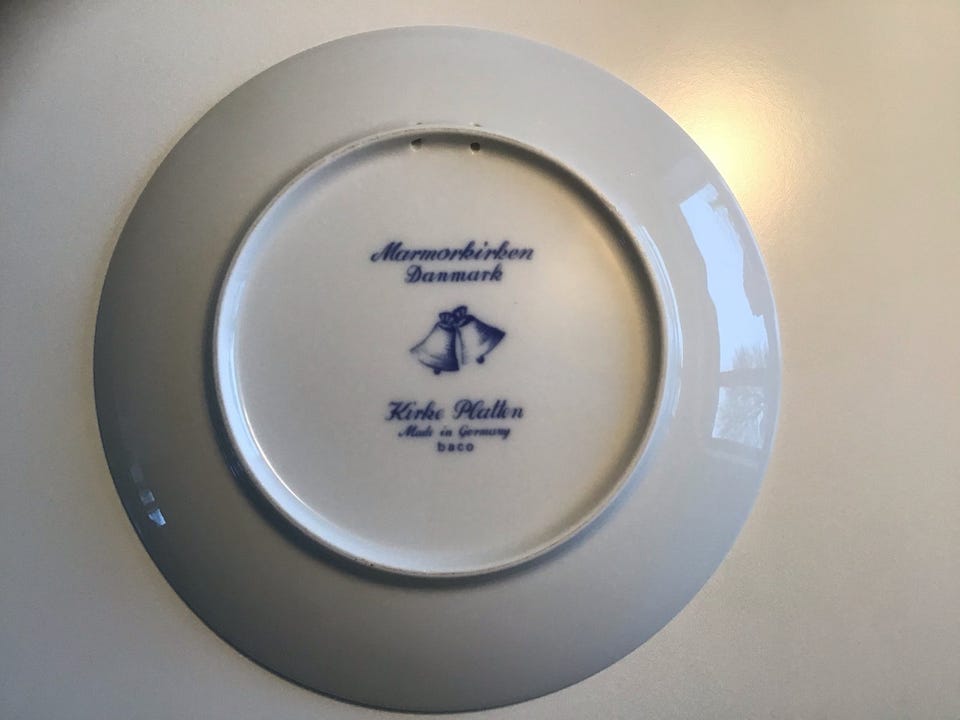 Marmorkirken
Danmark
Kirke Platten
Made in Germany
baco